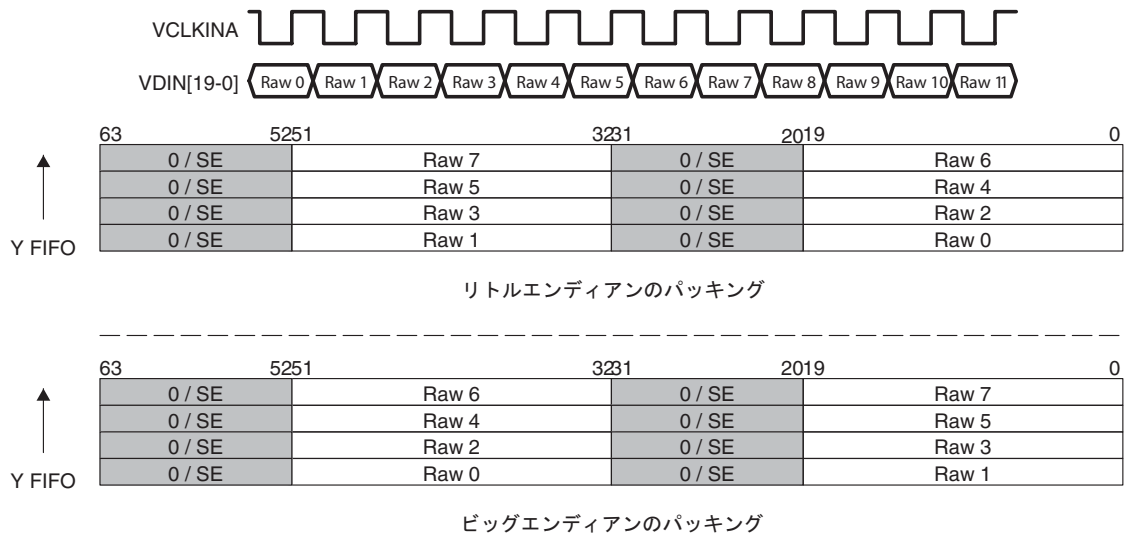 VCLKINA
VDIN[19-0] Raw 0 Raw 1 Raw 2 Raw 3 Raw 4 Raw 5 Raw 6 Raw 7 Raw 8 Raw 9 Raw 10 Raw 11
63 5251 3231 2019 0
0 / SE Raw 7 0 / SE Raw 6
0 / SE Raw 5 0 / SE Raw 4
0 / SE Raw 3 0 / SE Raw 2
0 / SE Raw 1 0 / SE Raw 0
Y FIFO
リトルエンディアンのパッキング
63 5251 3231 2019 0
0 / SE Raw 6 0 / SE Raw 7
0 / SE Raw 4 0 / SE Raw 5
0 / SE Raw 2 0 / SE Raw 3
0 / SE Raw 0 0 / SE Raw 1
Y FIFO
ビッグエンディアンのパッキング